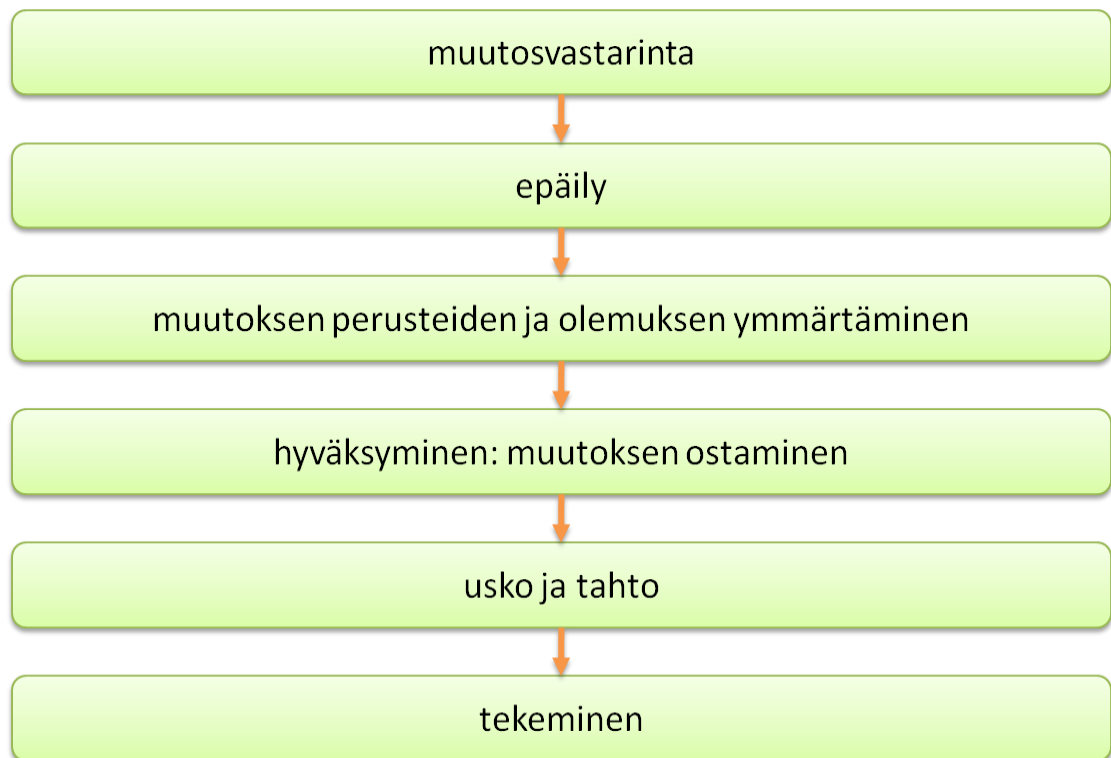 muutosvastarinta
epäily
muutoksen perusteiden ja olemuksen ymmärtäminen
hyväksyminen: muutoksen ostaminen
usko ja tahto
tekeminen